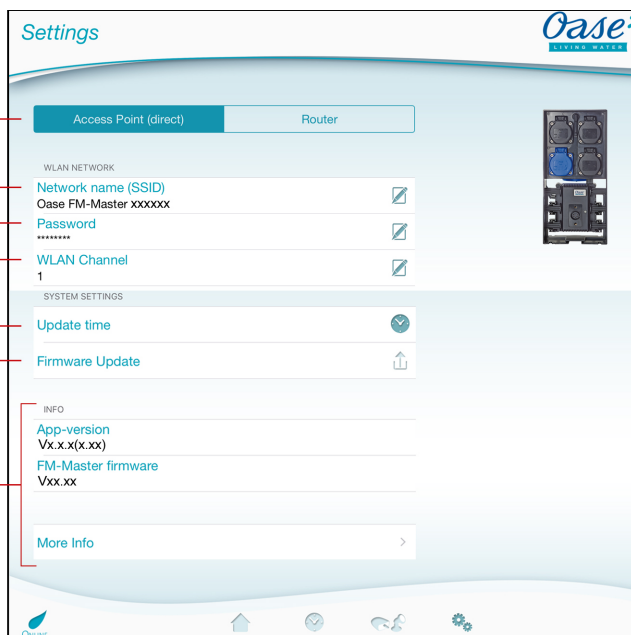 Settings
Oase
LIVING WATER
Access Point (direct)
Router
WLAN NETWORK
Network name (SSID)
Oase FM-Master xxxxxx
Password
********
WLAN Channel
1
SYSTEM SETTINGS
Update time
Firmware Update
INFO
App-version
Vx.x.x(x.xx)
FM-Master firmware
Vxx.xx
More Info
ONLINE